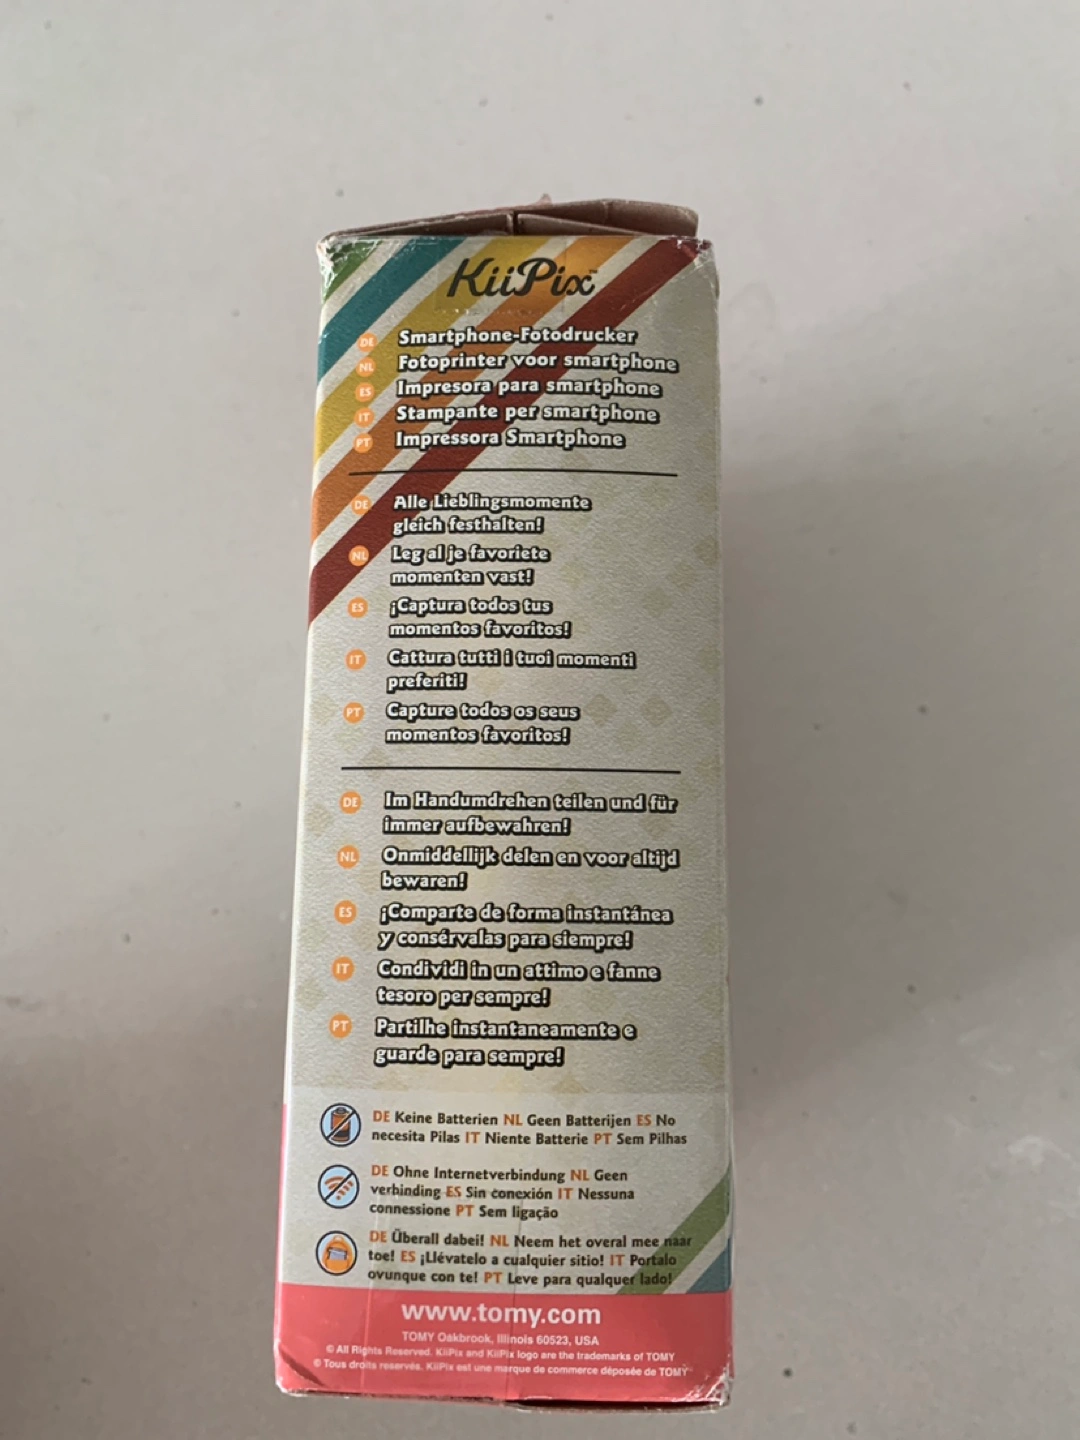 KiiPix™
DE Smartphone-Fotodrucker
NL Fotoprinter voor smartphone
ES Impresora para smartphone
IT Stampante per smartphone
PT Impressora Smartphone
DE Alle Lieblingsmomente
gleich festhalten!
NL Leg al je favoriete
momenten vast!
ES ¡Captura todos tus
momentos favoritos!
IT Cattura tutti i tuoi momenti
preferiti!
PT Capture todos os seus
momentos favoritos!
DE Im Handumdrehen teilen und für
immer aufbewahren!
NL Onmiddellijk delen en voor altijd
bewaren!
ES ¡Comparte de forma instantánea
y consérvalas para siempre!
IT Condividi in un attimo e fanne
tesoro per sempre!
PT Partilhe instantaneamente e
guarde para sempre!
DE Keine Batterien NL Geen Batterijen ES No
necesita Pilas IT Niente Batterie PT Sem Pilhas
DE Ohne Internetverbindung NL Geen
verbinding ES Sin conexión IT Nessuna
connessione PT Sem ligação
DE Überall dabei! NL Neem het overal mee naar
toe! ES ¡Llévatelo a cualquier sitio! IT Portalo
ovunque con te! PT Leve para qualquer lado!
www.tomy.com
TOMY Oakbrook, Illinois 60523, USA
© All Rights Reserved. KiiPix and KiiPix logo are the trademarks of TOMY
© Tous droits reservés. KiiPix est une marque de commerce déposée de TOMY